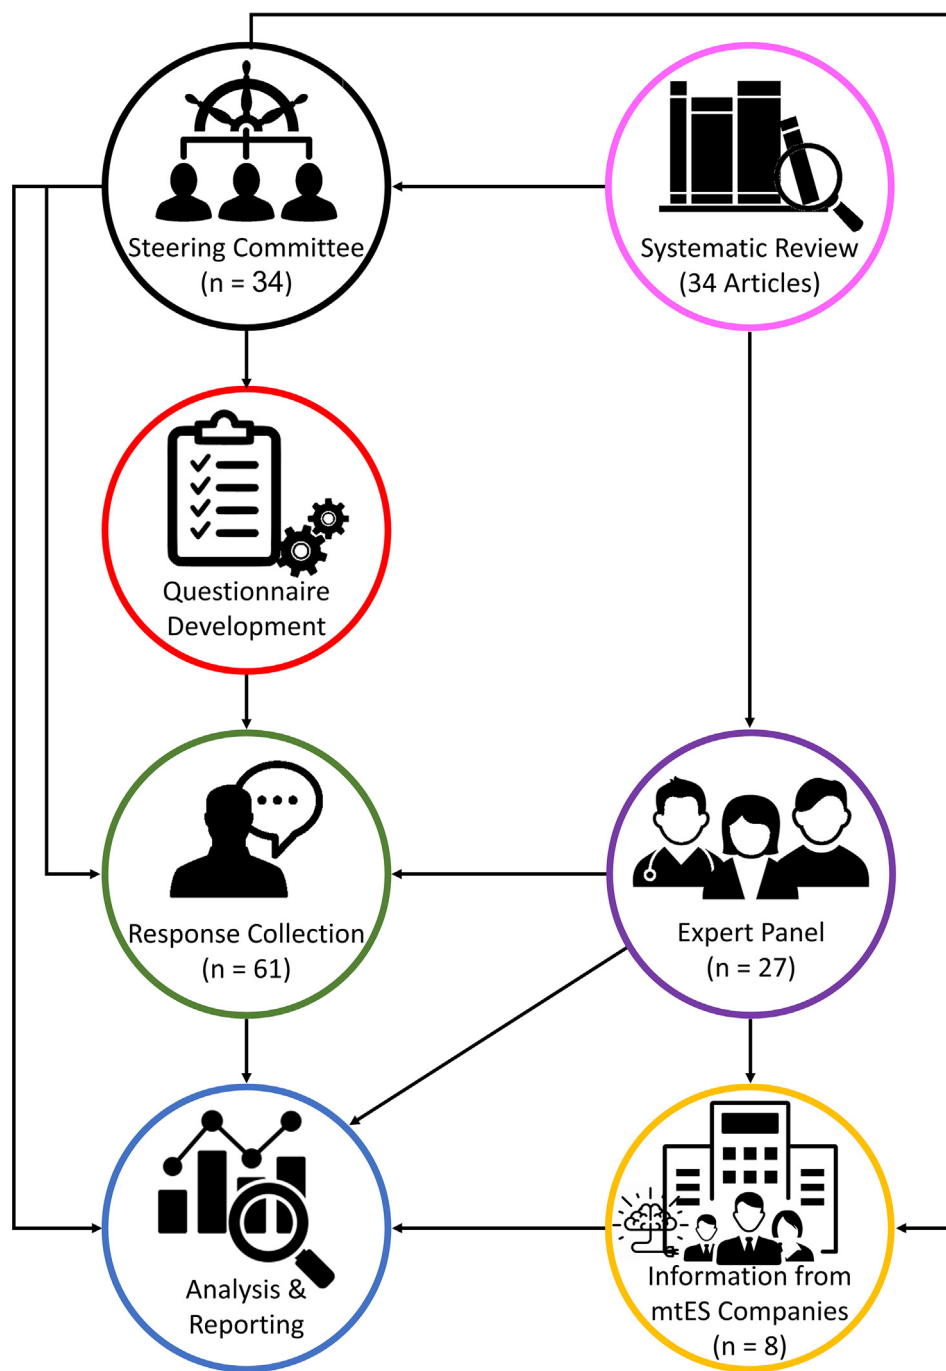 Steering Committee
(n = 34)
Systematic Review
(34 Articles)
Questionnaire
Development
Response Collection
(n = 61)
Expert Panel
(n = 27)
Analysis &
Reporting
Information from
mtES Companies
(n = 8)